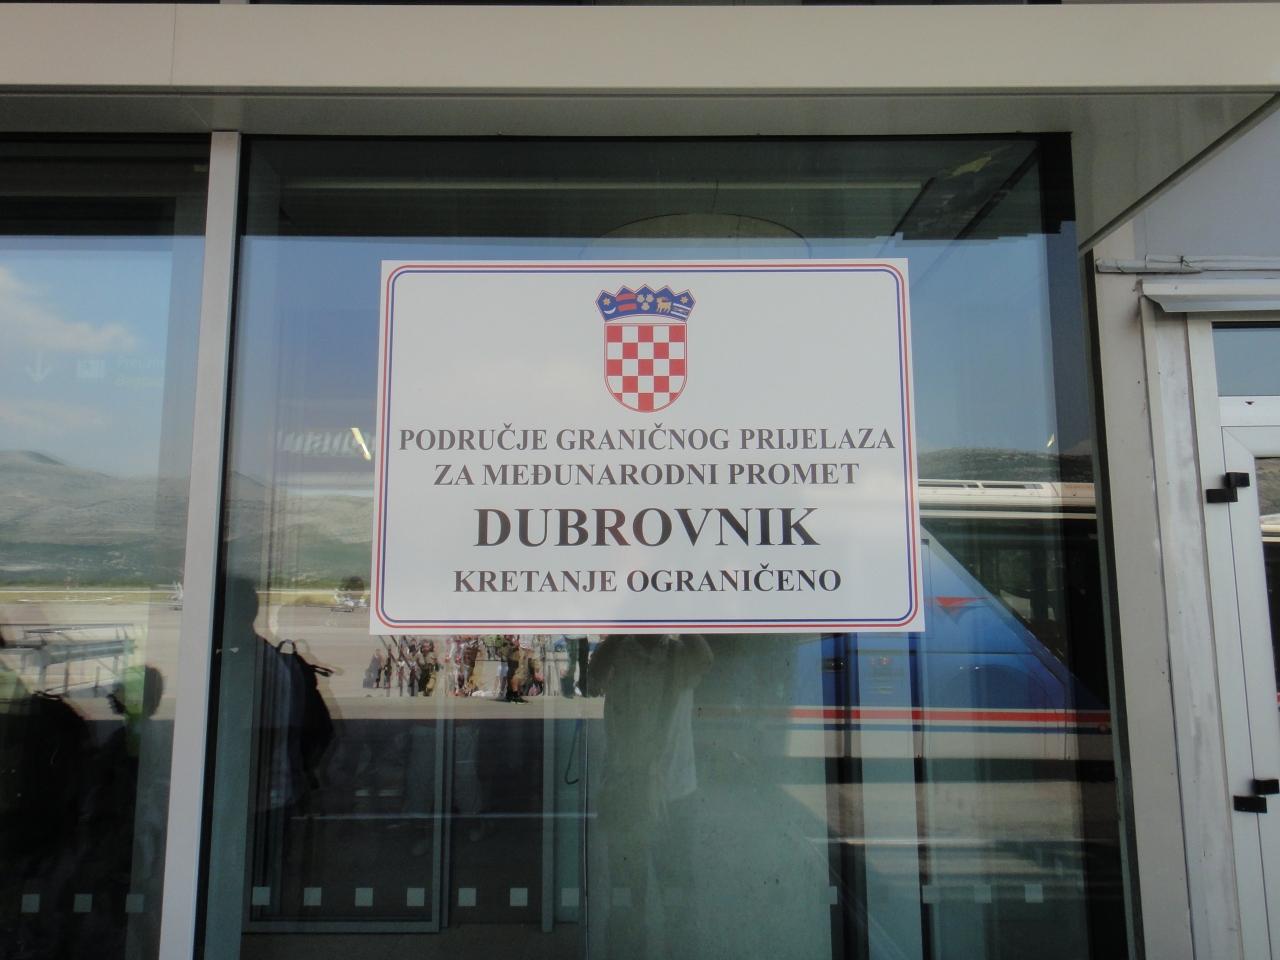 PODRUČJE GRANIČNOG PRIJELAZA
ZA MEĐUNARODNI PROMET
DUBROVNIK
KRETANJE OGRANIČENO